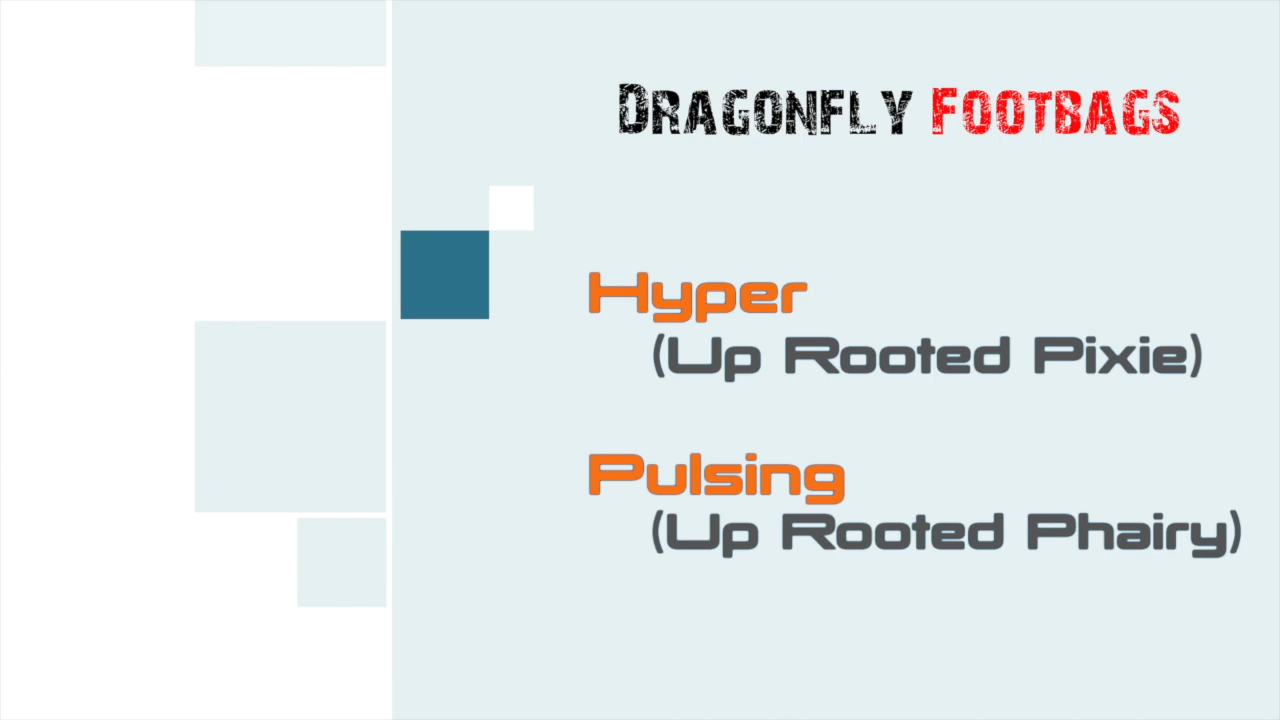 Dragonfly Footbags
Hyper
(Up Rooted Pixie)
Pulsing
(Up Rooted Phairy)